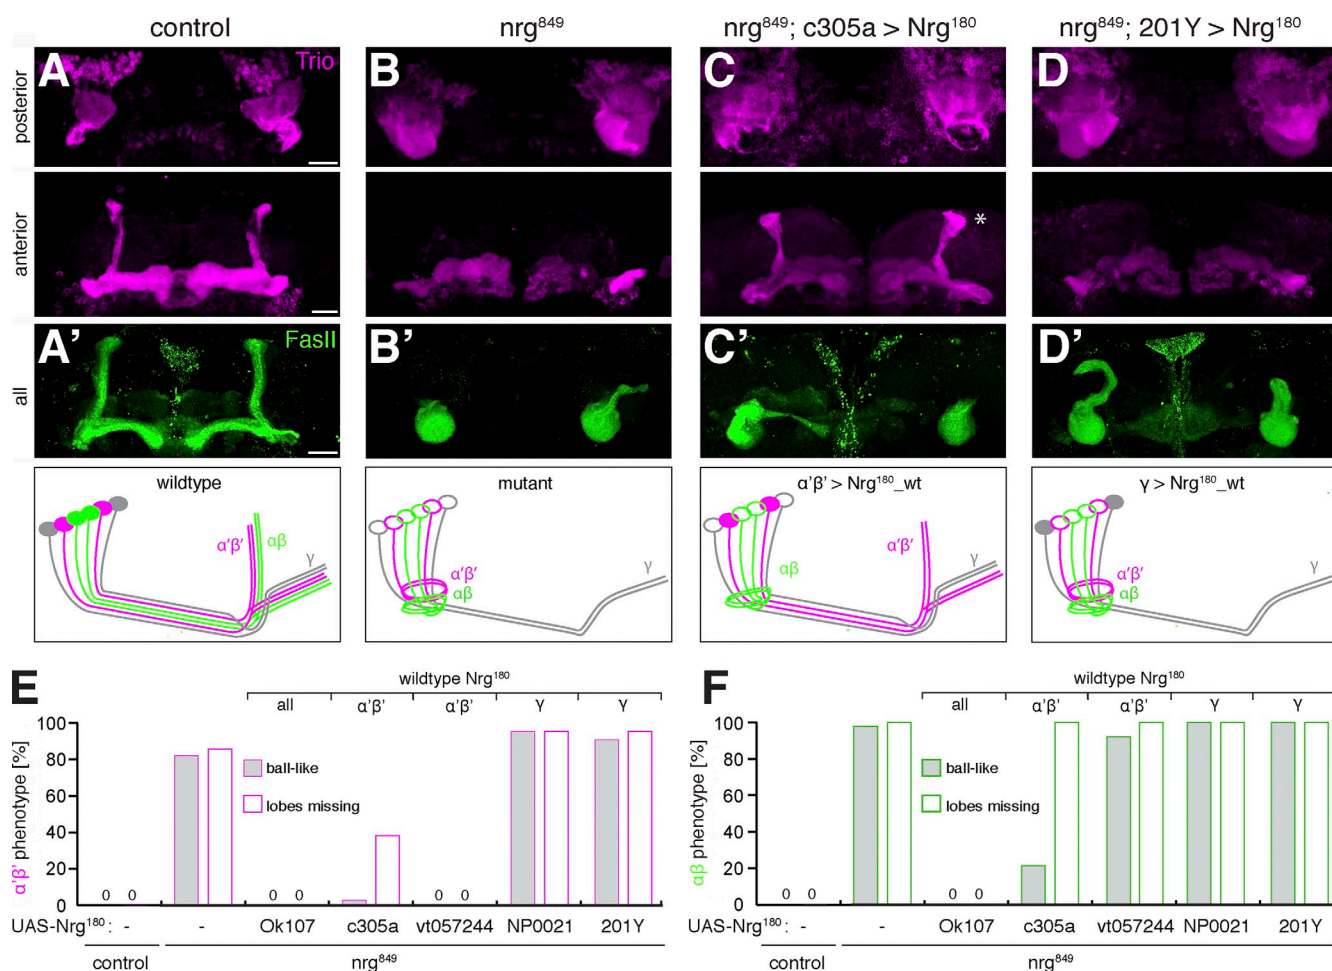 control
nrg⁸⁴⁹
nrg⁸⁴⁹; c305a > Nrg¹⁸⁰
nrg⁸⁴⁹; 201Y > Nrg¹⁸⁰
posterior
A
Trio
B
C
D
anterior
*
all
A'
FasII
B'
C'
D'
wildtype
mutant
α'β' > Nrg¹⁸⁰_wt
γ > Nrg¹⁸⁰_wt
α'β'
αβ
γ
α'β'
αβ
γ
αβ
α'β'
γ
α'β'
αβ
γ
E
wildtype Nrg¹⁸⁰
all α'β' α'β' γ γ
α'β' phenotype [%]
100
80
60
40
20
0
ball-like
lobes missing
0 0 0 0 0 0
UAS-Nrg¹⁸⁰: - - Ok107 c305a vt057244 NP0021 201Y
control nrg⁸⁴⁹
F
wildtype Nrg¹⁸⁰
all α'β' α'β' γ γ
αβ phenotype [%]
100
80
60
40
20
0
ball-like
lobes missing
0 0 0 0
UAS-Nrg¹⁸⁰: - - Ok107 c305a vt057244 NP0021 201Y
control nrg⁸⁴⁹